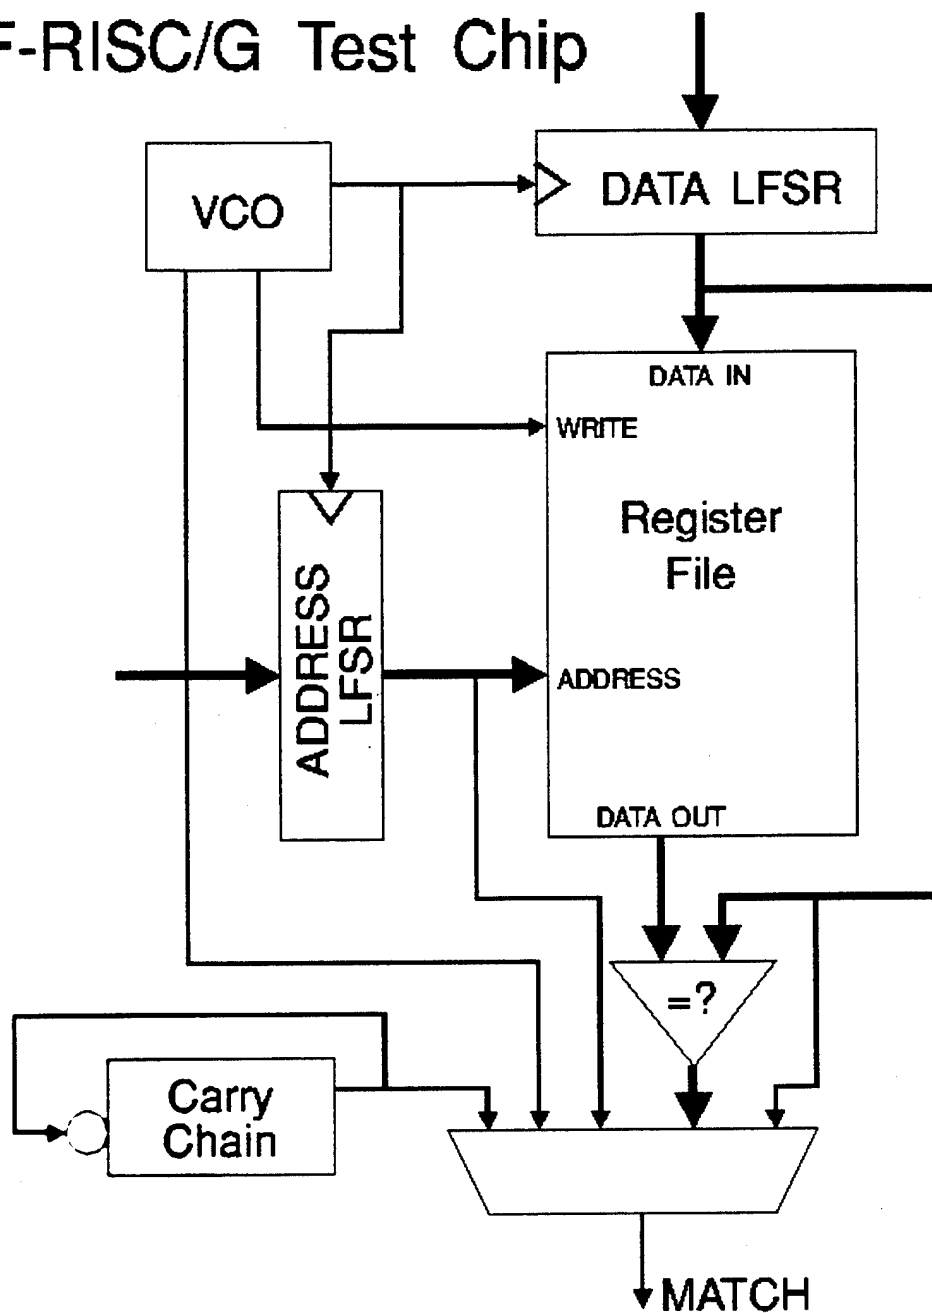 F-RISC/G Test Chip
VCO
DATA LFSR
DATA IN
WRITE
Register
File
ADDRESS
LFSR
ADDRESS
DATA OUT
=?
Carry
Chain
MATCH